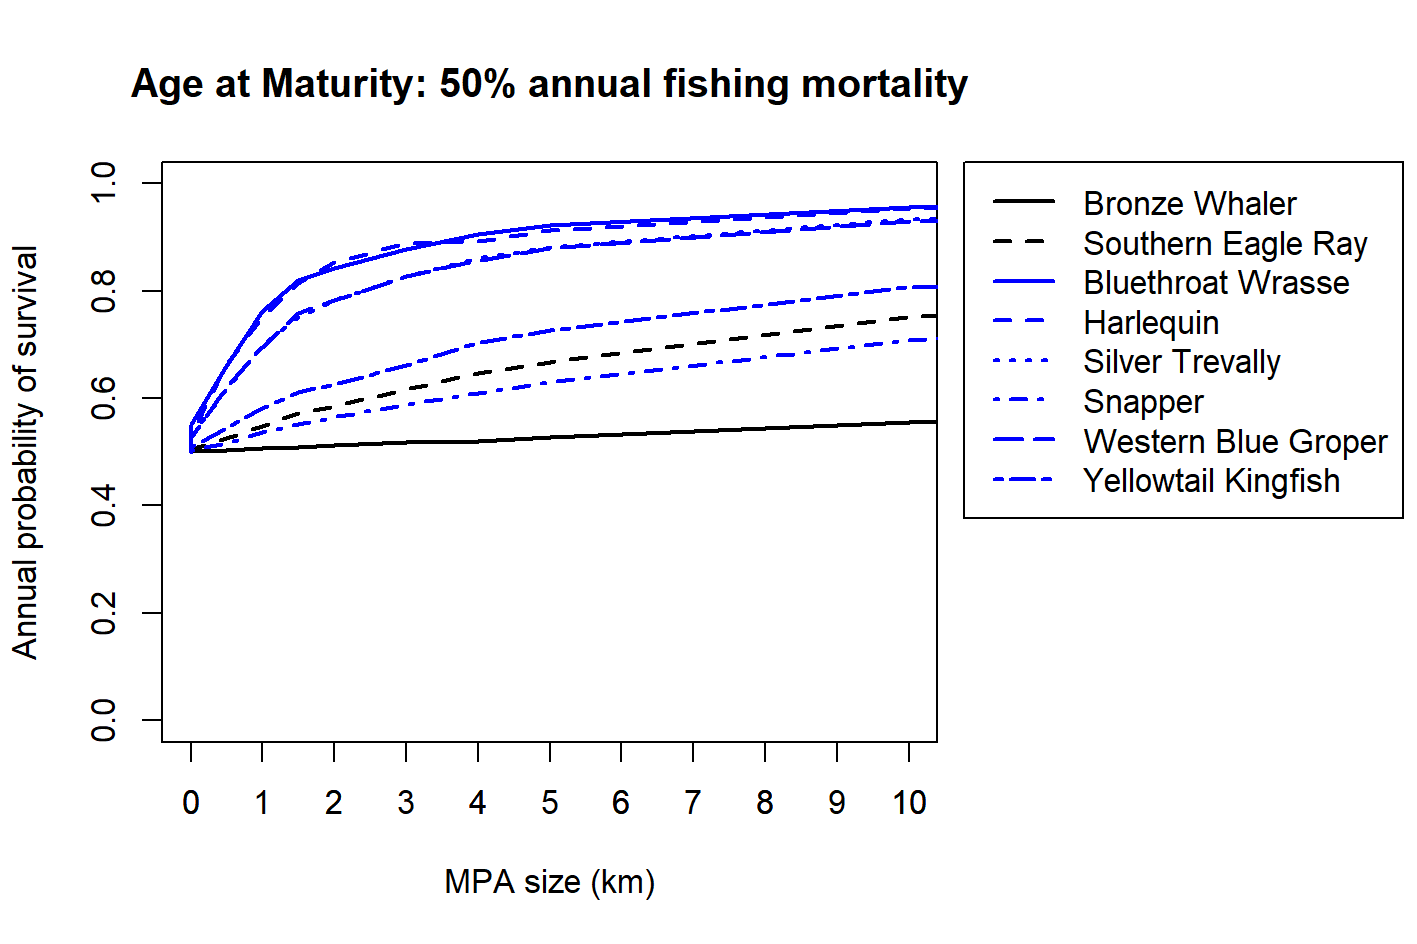 Age at Maturity: 50% annual fishing mortality
Annual probability of survival
1.0
0.8
0.6
0.4
0.2
0.0
0 1 2 3 4 5 6 7 8 9 10
MPA size (km)
Bronze Whaler
Southern Eagle Ray
Bluethroat Wrasse
Harlequin
Silver Trevally
Snapper
Western Blue Groper
Yellowtail Kingfish